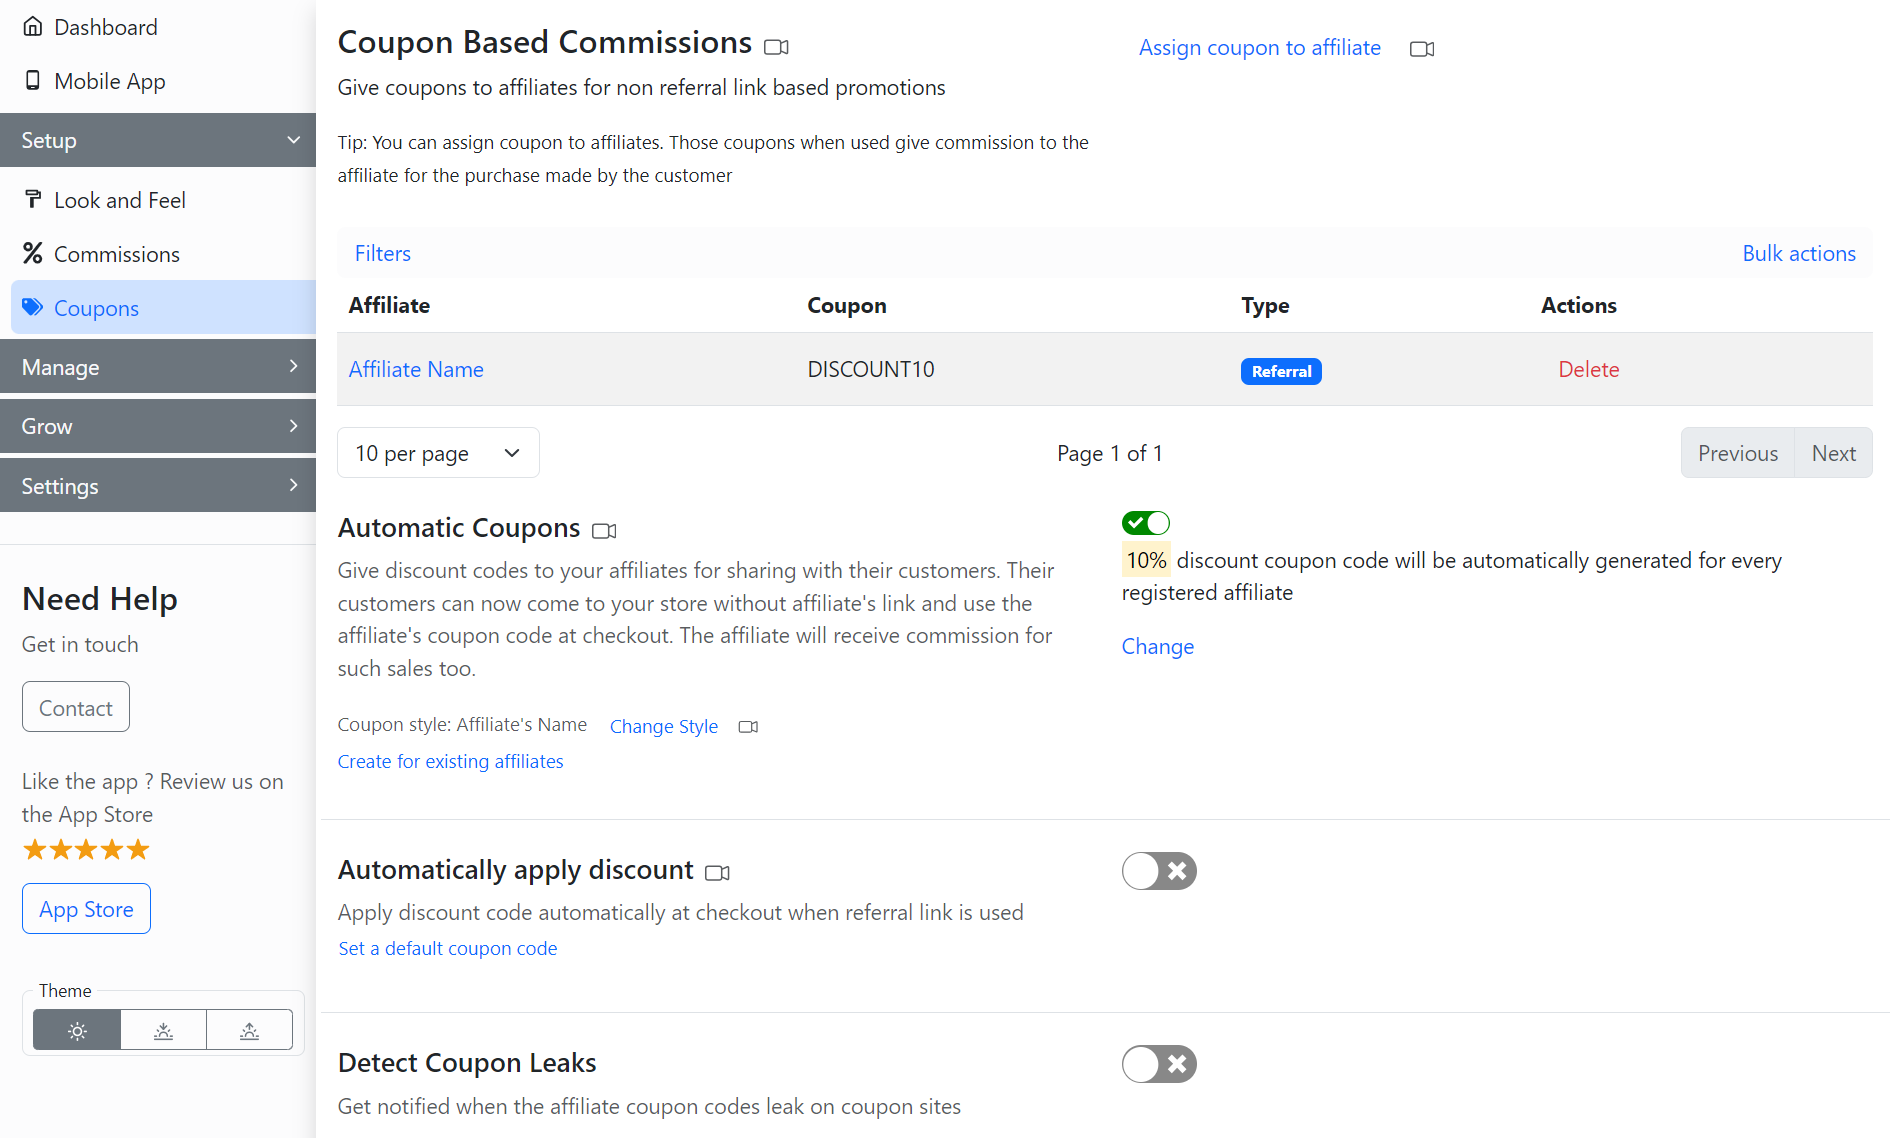 Dashboard
Mobile App
Setup
Look and Feel
Commissions
Coupons
Manage
Grow
Settings
Need Help
Get in touch
Contact
Like the app ? Review us on
the App Store
App Store
Theme
Coupon Based Commissions
Assign coupon to affiliate
Give coupons to affiliates for non referral link based promotions
Tip: You can assign coupon to affiliates. Those coupons when used give commission to the
affiliate for the purchase made by the customer
Filters
Bulk actions
Affiliate Coupon Type Actions
Affiliate Name DISCOUNT10 Referral Delete
10 per page
Page 1 of 1
Previous Next
Automatic Coupons
Give discount codes to your affiliates for sharing with their customers. Their
customers can now come to your store without affiliate's link and use the
affiliate's coupon code at checkout. The affiliate will receive commission for
such sales too.
Coupon style: Affiliate's Name Change Style
Create for existing affiliates
10% discount coupon code will be automatically generated for every
registered affiliate
Change
Automatically apply discount
Apply discount code automatically at checkout when referral link is used
Set a default coupon code
Detect Coupon Leaks
Get notified when the affiliate coupon codes leak on coupon sites